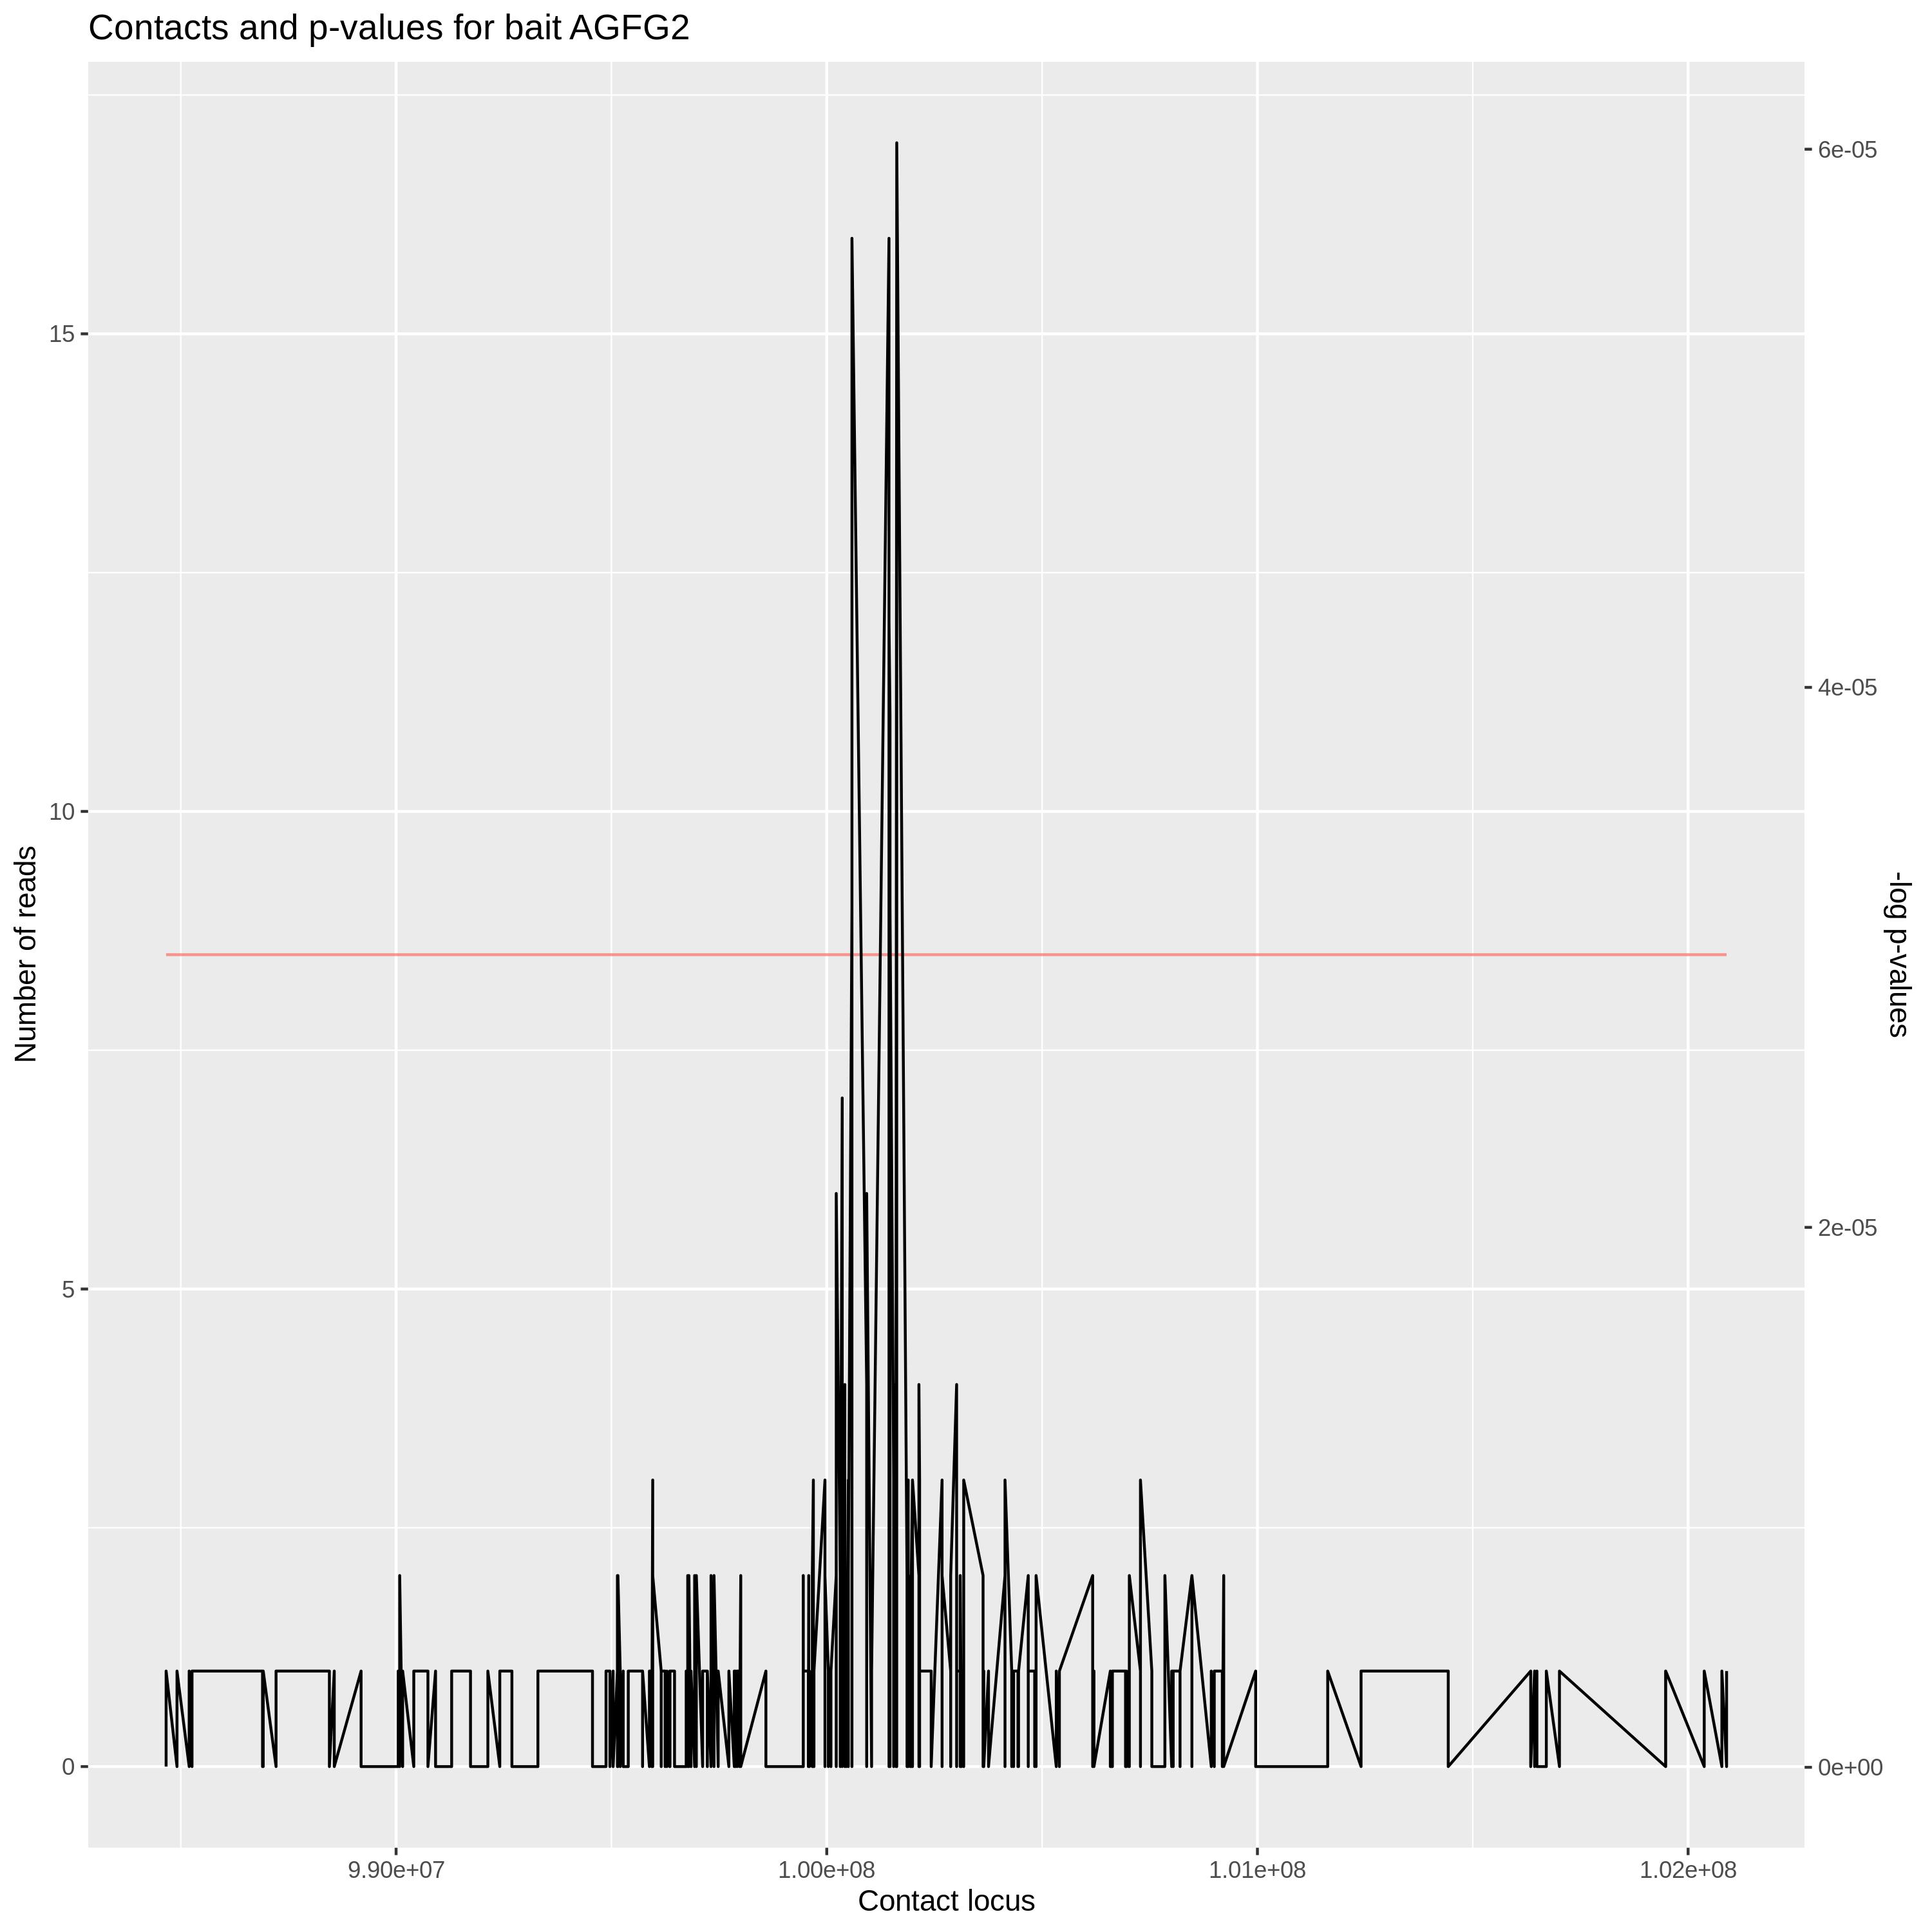 Contacts and p-values for bait AGFG2
Number of reads
15
10
5
0
6e-05
4e-05
2e-05
0e+00
-log p-values
9.90e+07
1.00e+08
1.01e+08
1.02e+08
Contact locus